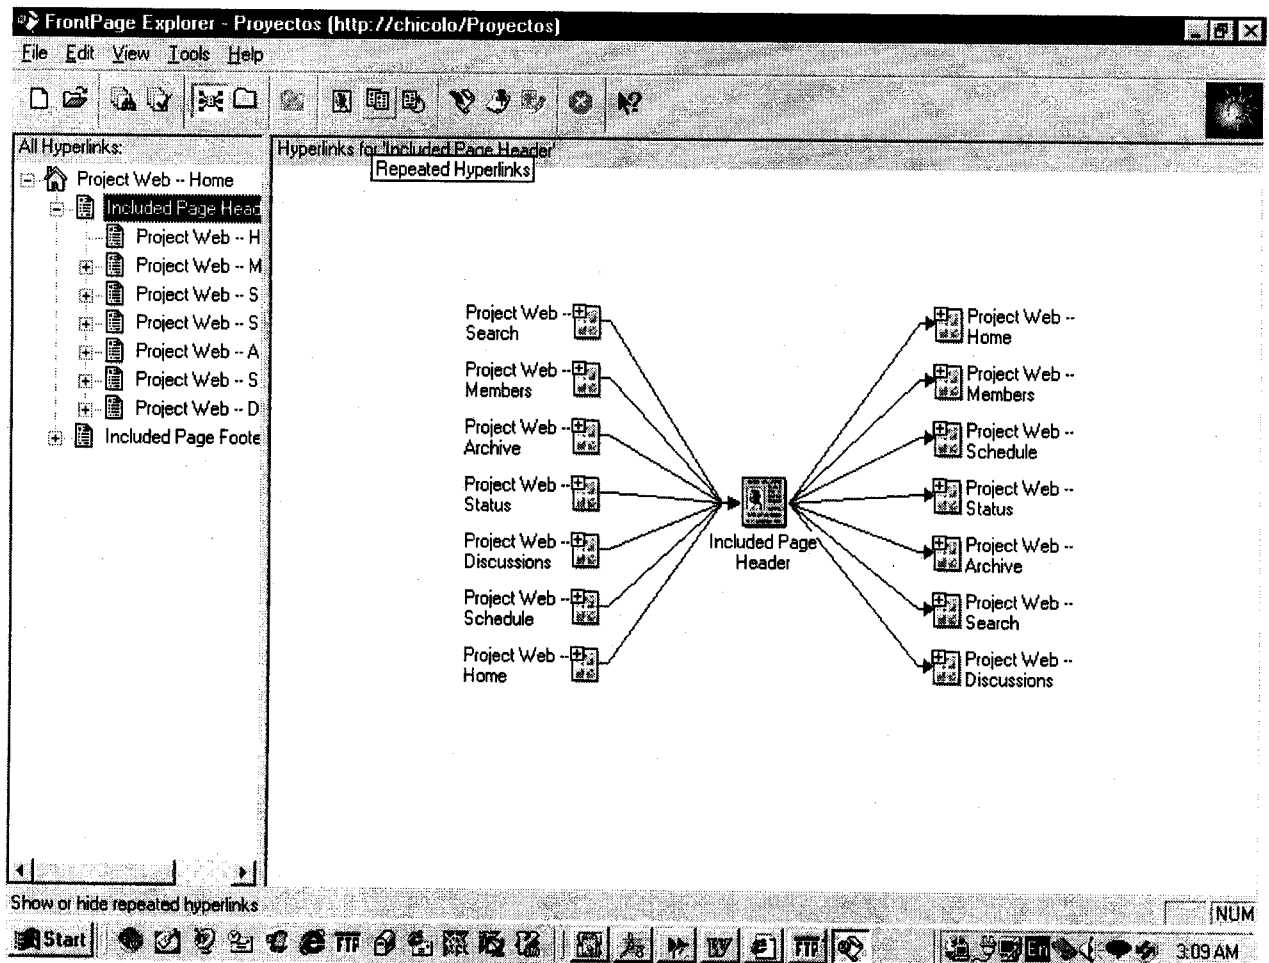 FrontPage Explorer - Proyectos (http://chicolo/Proyectos)
File Edit View Tools Help
All Hyperlinks:
Hyperlinks for 'Included Page Header'
Repeated Hyperlinks
Project Web -- Home
Included Page Head
Project Web -- H
Project Web -- M
Project Web -- S
Project Web -- S
Project Web -- A
Project Web -- S
Project Web -- D
Included Page Foote
Project Web --
Search
Project Web --
Members
Project Web --
Archive
Project Web --
Status
Project Web --
Discussions
Project Web --
Schedule
Project Web --
Home
Included Page
Header
Project Web --
Home
Project Web --
Members
Project Web --
Schedule
Project Web --
Status
Project Web --
Archive
Project Web --
Search
Project Web --
Discussions
Show or hide repeated hyperlinks
NUM
Start
FTP
FTP
En
3:09 AM